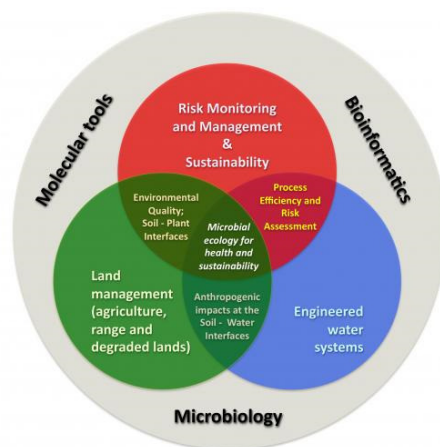 Molecular tools
Bioinformatics
Risk Monitoring
and Management
&
Sustainability
Environmental
Quality;
Soil - Plant
Interfaces
Process
Efficiency and
Risk
Assessment
Microbial
ecology for
health and
sustainability
Land
management
(agriculture,
range and
degraded lands)
Anthropogenic
impacts at the
Soil - Water
Interfaces
Engineered
water
systems
Microbiology